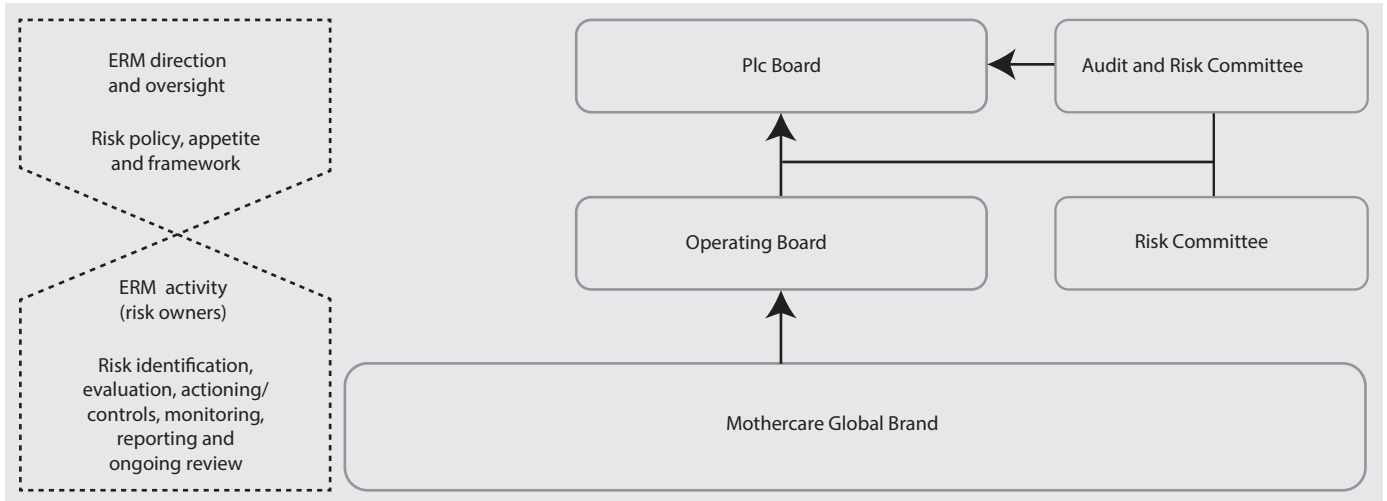 ERM direction
and oversight
Risk policy, appetite
and framework
Plc Board
Audit and Risk Committee
Operating Board
Risk Committee
ERM activity
(risk owners)
Risk identification,
evaluation, actioning/
controls, monitoring,
reporting and
ongoing review
Mothercare Global Brand